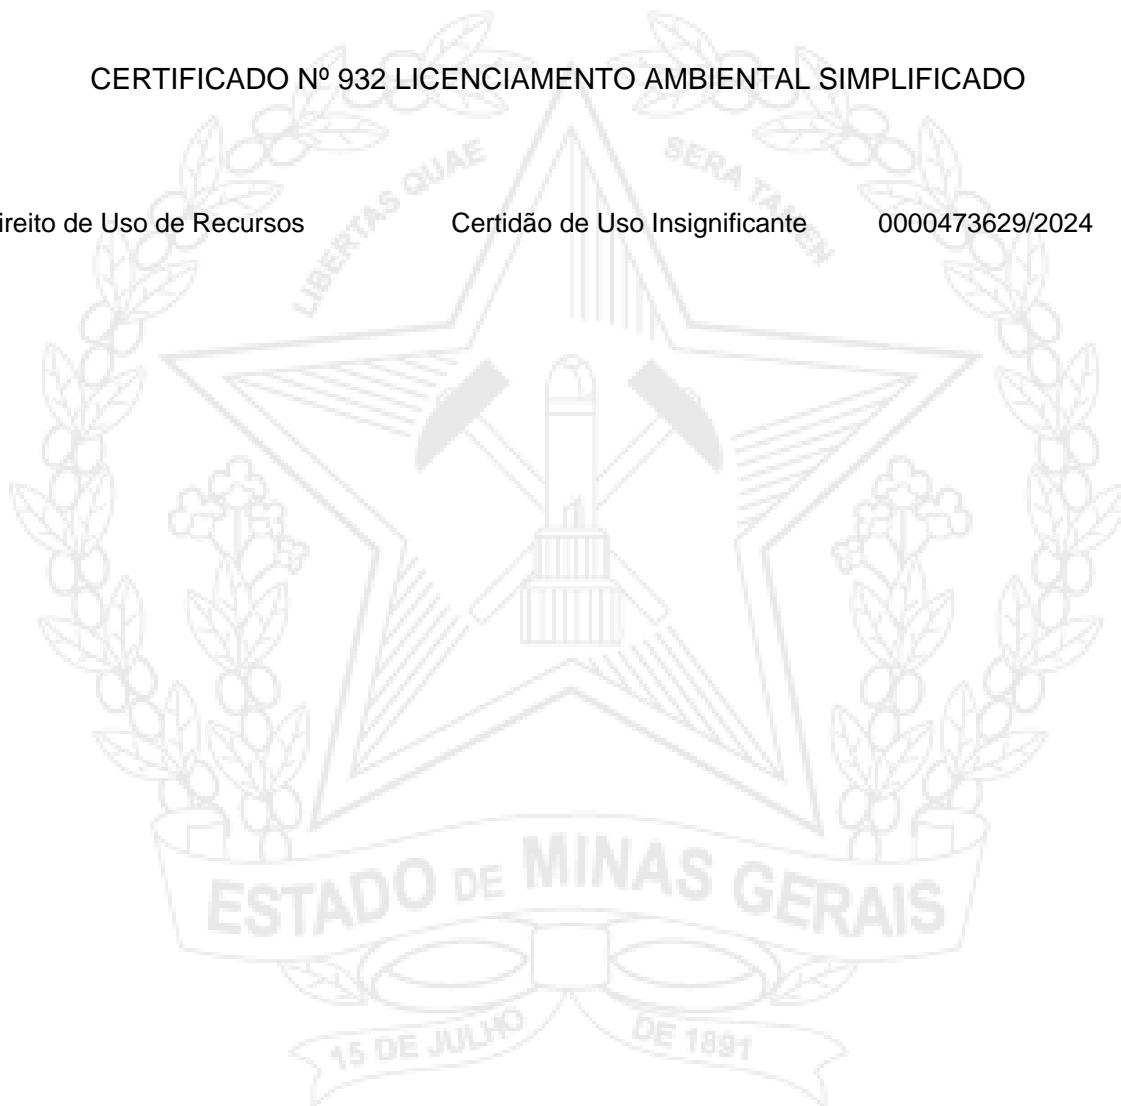 CERTIFICADO Nº 932 LICENCIAMENTO AMBIENTAL SIMPLIFICADO
LIBERTAS QUAE SERA TAMEN
ireito de Uso de Recursos Certidão de Uso Insignificante 0000473629/2024
ESTADO DE MINAS GERAIS
15 DE JULHO DE 1891